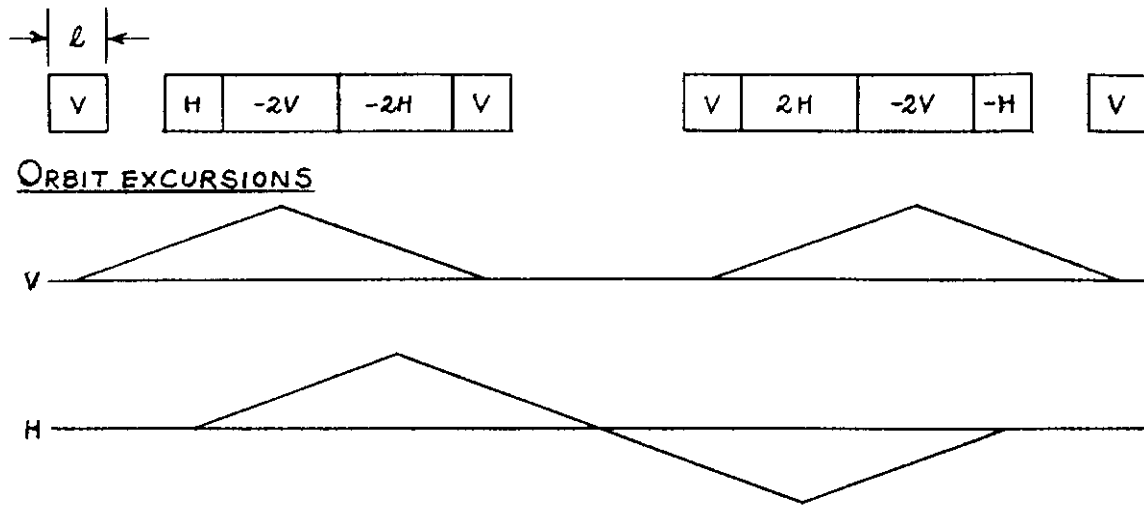 ℓ
V H -2V -2H V V 2H -2V -H V
ORBIT EXCURSIONS
V
H